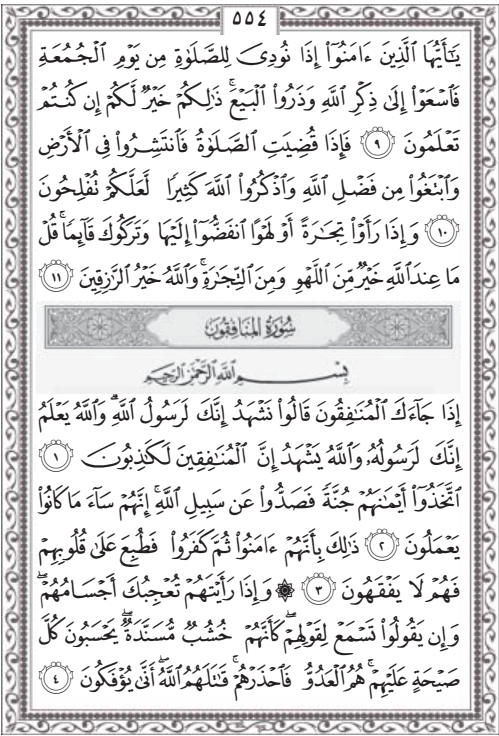 ٥٥٤
يَٰٓأَيُّهَا ٱلَّذِينَ ءَامَنُوٓا۟ إِذَا نُودِىَ لِلصَّلَوٰةِ مِن يَوْمِ ٱلْجُمُعَةِ
فَٱسْعَوْا۟ إِلَىٰ ذِكْرِ ٱللَّهِ وَذَرُوا۟ ٱلْبَيْعَ ۚ ذَٰلِكُمْ خَيْرٌ لَّكُمْ إِن كُنتُمْ
تَعْلَمُونَ ٩ فَإِذَا قُضِيَتِ ٱلصَّلَوٰةُ فَٱنتَشِرُوا۟ فِى ٱلْأَرْضِ
وَٱبْتَغُوا۟ مِن فَضْلِ ٱللَّهِ وَٱذْكُرُوا۟ ٱللَّهَ كَثِيرًا لَّعَلَّكُمْ تُفْلِحُونَ
١٠ وَإِذَا رَأَوْا۟ تِجَٰرَةً أَوْ لَهْوًا ٱنفَضُّوٓا۟ إِلَيْهَا وَتَرَكُوكَ قَآئِمًا ۚ قُلْ
مَا عِندَ ٱللَّهِ خَيْرٌ مِّنَ ٱللَّهْوِ وَمِنَ ٱلتِّجَٰرَةِ ۚ وَٱللَّهُ خَيْرُ ٱلرَّٰزِقِينَ ١١
سُورَةُ المُنَافِقُونَ
بِسْمِ ٱللَّهِ ٱلرَّحْمَٰنِ ٱلرَّحِيمِ
إِذَا جَآءَكَ ٱلْمُنَٰفِقُونَ قَالُوا۟ نَشْهَدُ إِنَّكَ لَرَسُولُ ٱللَّهِ ۗ وَٱللَّهُ يَعْلَمُ
إِنَّكَ لَرَسُولُهُۥ وَٱللَّهُ يَشْهَدُ إِنَّ ٱلْمُنَٰفِقِينَ لَكَٰذِبُونَ ١
ٱتَّخَذُوٓا۟ أَيْمَٰنَهُمْ جُنَّةً فَصَدُّوا۟ عَن سَبِيلِ ٱللَّهِ ۚ إِنَّهُمْ سَآءَ مَا كَانُوا۟
يَعْمَلُونَ ٢ ذَٰلِكَ بِأَنَّهُمْ ءَامَنُوا۟ ثُمَّ كَفَرُوا۟ فَطُبِعَ عَلَىٰ قُلُوبِهِمْ
فَهُمْ لَا يَفْقَهُونَ ٣ ۞ وَإِذَا رَأَيْتَهُمْ تُعْجِبُكَ أَجْسَامُهُمْ ۖ
وَإِن يَقُولُوا۟ تَسْمَعْ لِقَوْلِهِمْ ۖ كَأَنَّهُمْ خُشُبٌ مُّسَنَّدَةٌ ۖ يَحْسَبُونَ كُلَّ
صَيْحَةٍ عَلَيْهِمْ ۚ هُمُ ٱلْعَدُوُّ فَٱحْذَرْهُمْ ۚ قَٰتَلَهُمُ ٱللَّهُ ۖ أَنَّىٰ يُؤْفَكُونَ ٤